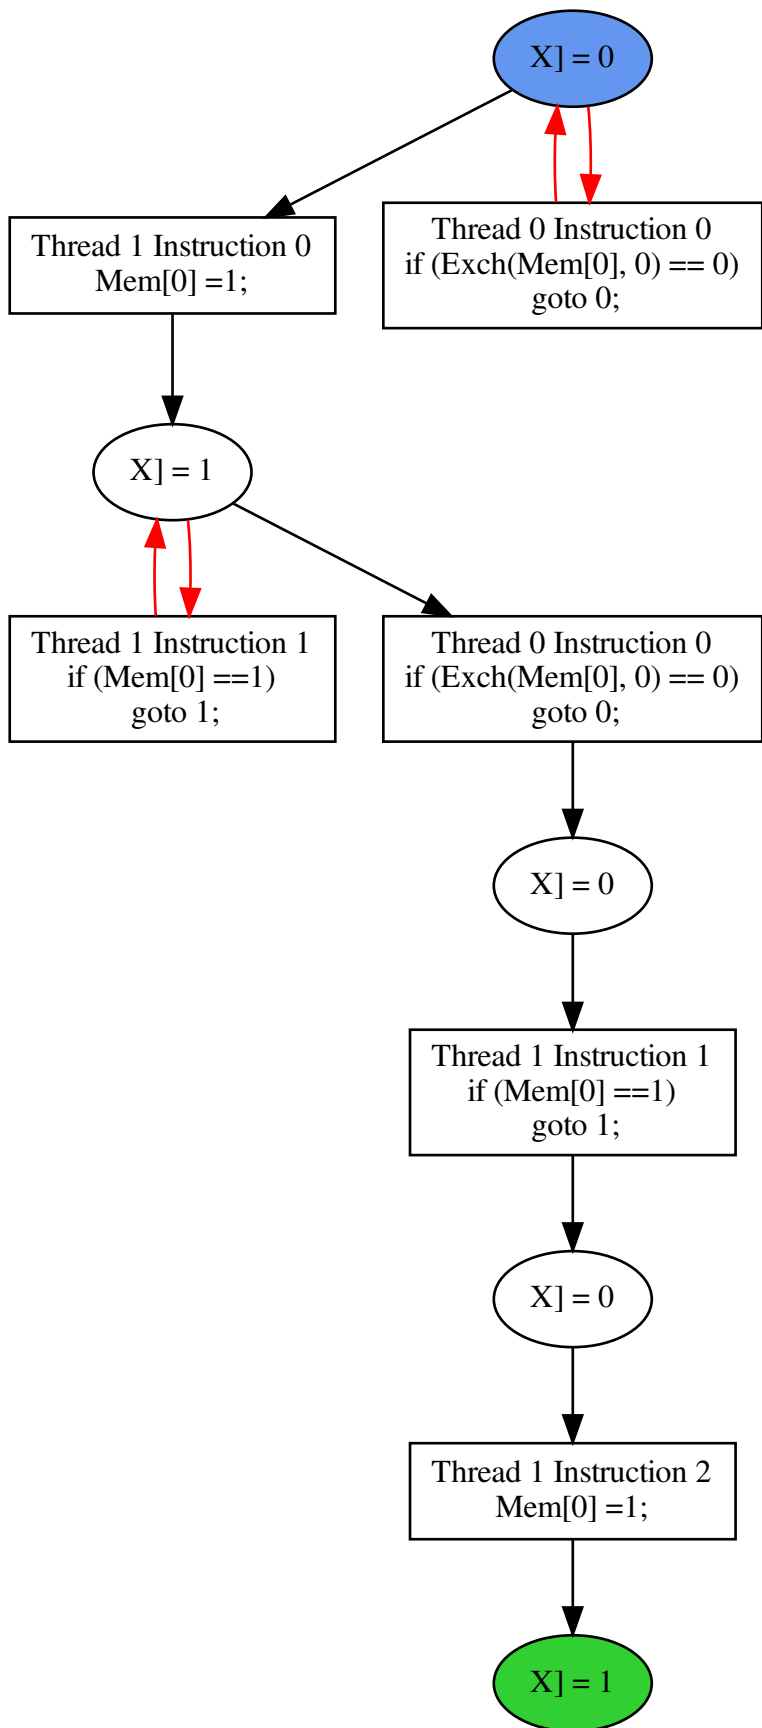 X] = 0
Thread 1 Instruction 0
Mem[0] =1;
Thread 0 Instruction 0
if (Exch(Mem[0], 0) == 0)
goto 0;
X] = 1
Thread 1 Instruction 1
if (Mem[0] ==1)
goto 1;
Thread 0 Instruction 0
if (Exch(Mem[0], 0) == 0)
goto 0;
X] = 0
Thread 1 Instruction 1
if (Mem[0] ==1)
goto 1;
X] = 0
Thread 1 Instruction 2
Mem[0] =1;
X] = 1